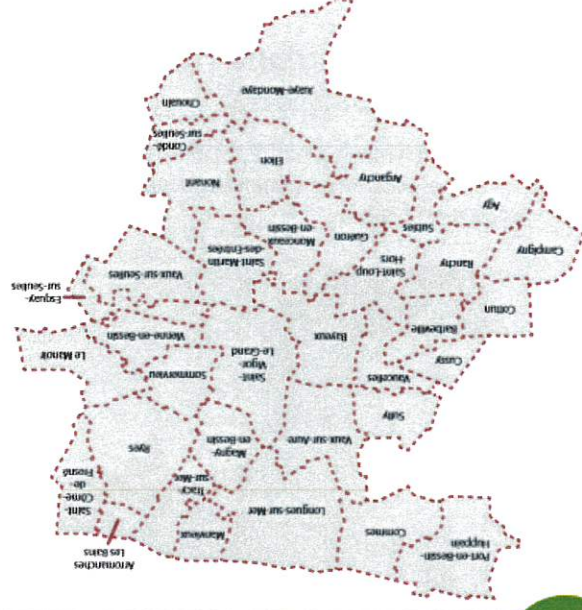 Port-en-Bessin-
Huppain
Commes
Longues-sur-Mer
Manvieux
Arromanches
Les Bains
Tracy-
sur-Mer
Saint-
Côme-
de-
Fresné
Magny-
en-Bessin
Ryes
Vaux-sur-Aure
Sully
Vaucelles
Cussy
Saint-
Vigor-
Le-Grand
Sommervieu
Le Manoir
Cottun
Barbeville
Bayeux
Vienne-en-Bessin
Esquay-
sur-Seulles
Vaux-sur-Seulles
Campigny
Ranchy
Saint-Loup
Hors
Saint-Martin
-des-Entrées
Agy
Subles
Guéron
Monceaux
en-Bessin
Arganchy
Ellon
Nonant
Condé-
sur-Seulles
Chouain
Juaye-Mondaye